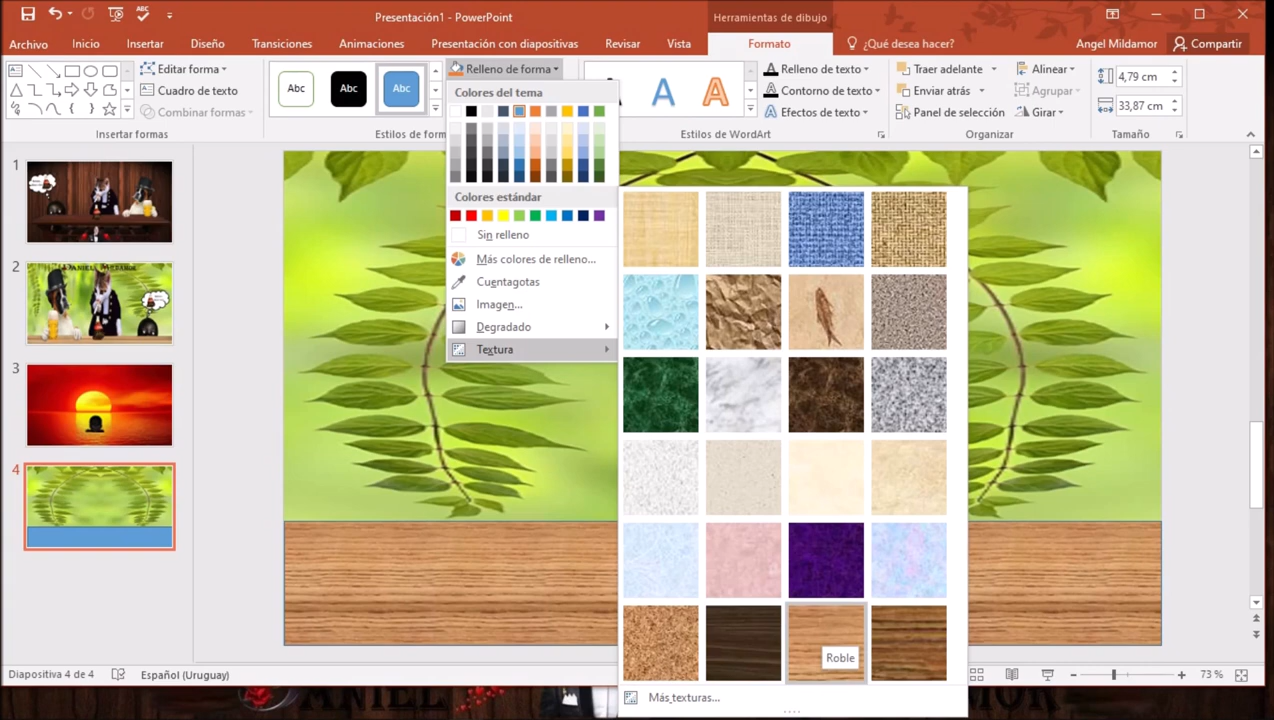 Presentación1 - PowerPoint
Herramientas de dibujo
Archivo
Inicio
Insertar
Diseño
Transiciones
Animaciones
Presentación con diapositivas
Revisar
Vista
Formato
¿Qué desea hacer?
Angel Mildamor
Compartir
Editar forma
Cuadro de texto
Combinar formas
Insertar formas
Abc
Abc
Abc
Relleno de forma
Relleno de texto
Contorno de texto
Efectos de texto
Estilos de WordArt
Traer adelante
Enviar atrás
Panel de selección
Alinear
Agrupar
Girar
Organizar
4,79 cm
33,87 cm
Tamaño
Estilos de form
Colores del tema
Colores estándar
Sin relleno
Más colores de relleno...
Cuentagotas
Imagen...
Degradado
Textura
Roble
Más texturas...
1
2
3
4
Diapositiva 4 de 4
Español (Uruguay)
73 %